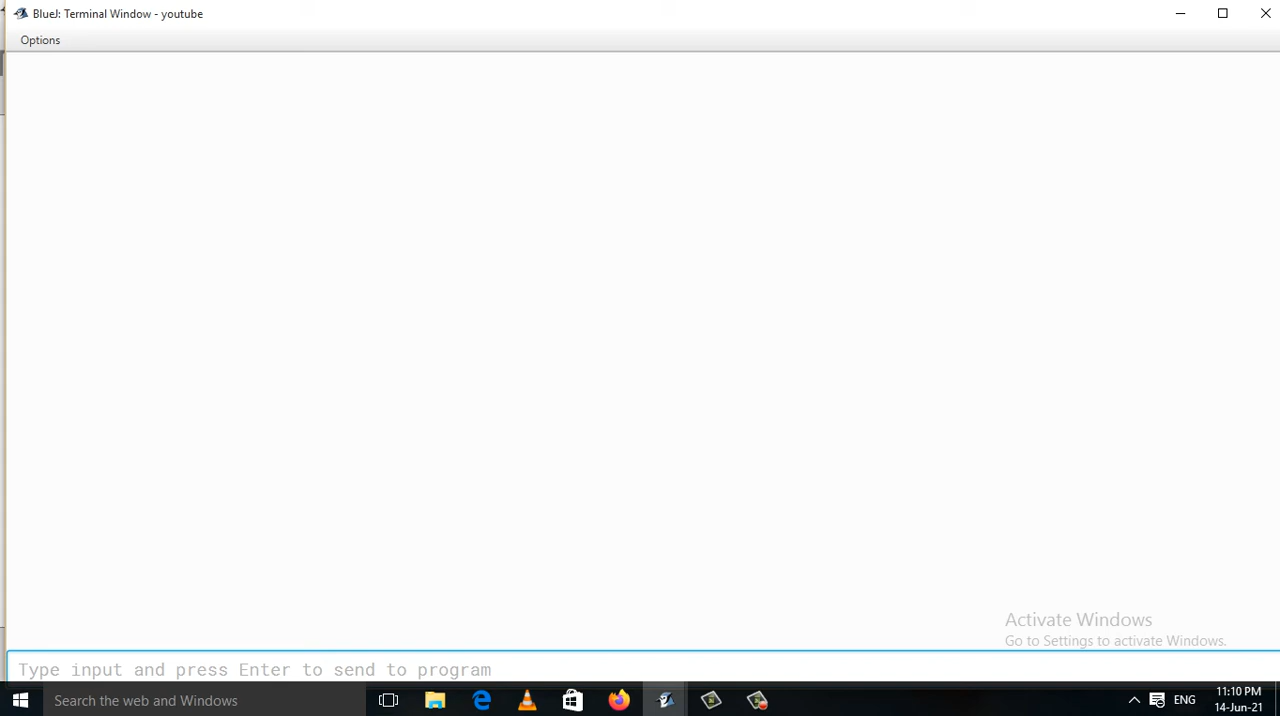 BlueJ: Terminal Window - youtube
Options
Activate Windows
Go to Settings to activate Windows.
Type input and press Enter to send to program
Search the web and Windows
ENG
11:10 PM
14-Jun-21